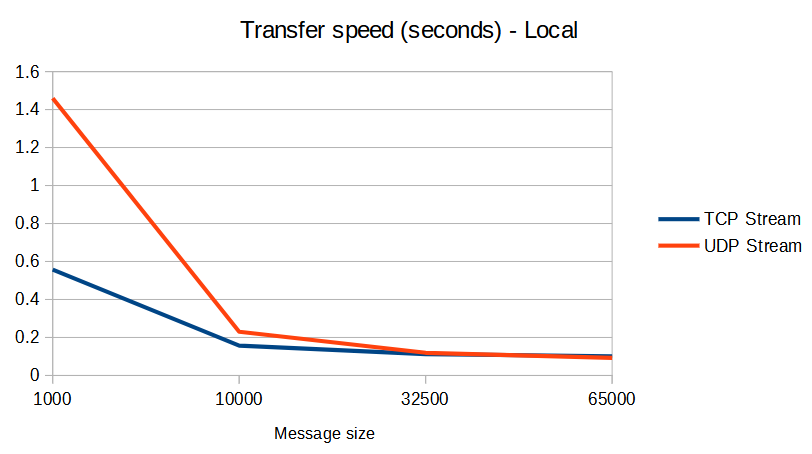 Transfer speed (seconds) - Local
1.6
1.4
1.2
1
0.8
0.6
0.4
0.2
0
1000 10000 32500 65000
Message size
TCP Stream
UDP Stream